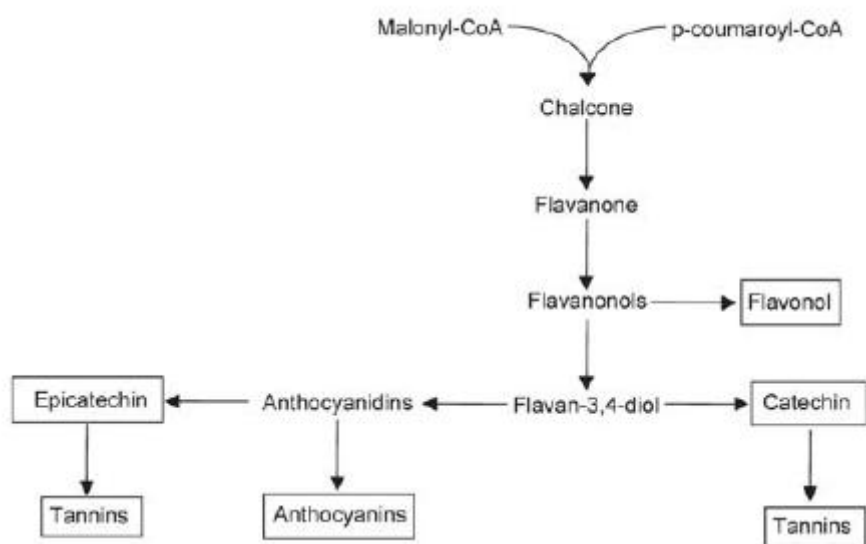 Malonyl-CoA p-coumaroyl-CoA
Chalcone
Flavanone
Flavanonols Flavonol
Epicatechin Anthocyanidins Flavan-3,4-diol Catechin
Tannins Anthocyanins Tannins